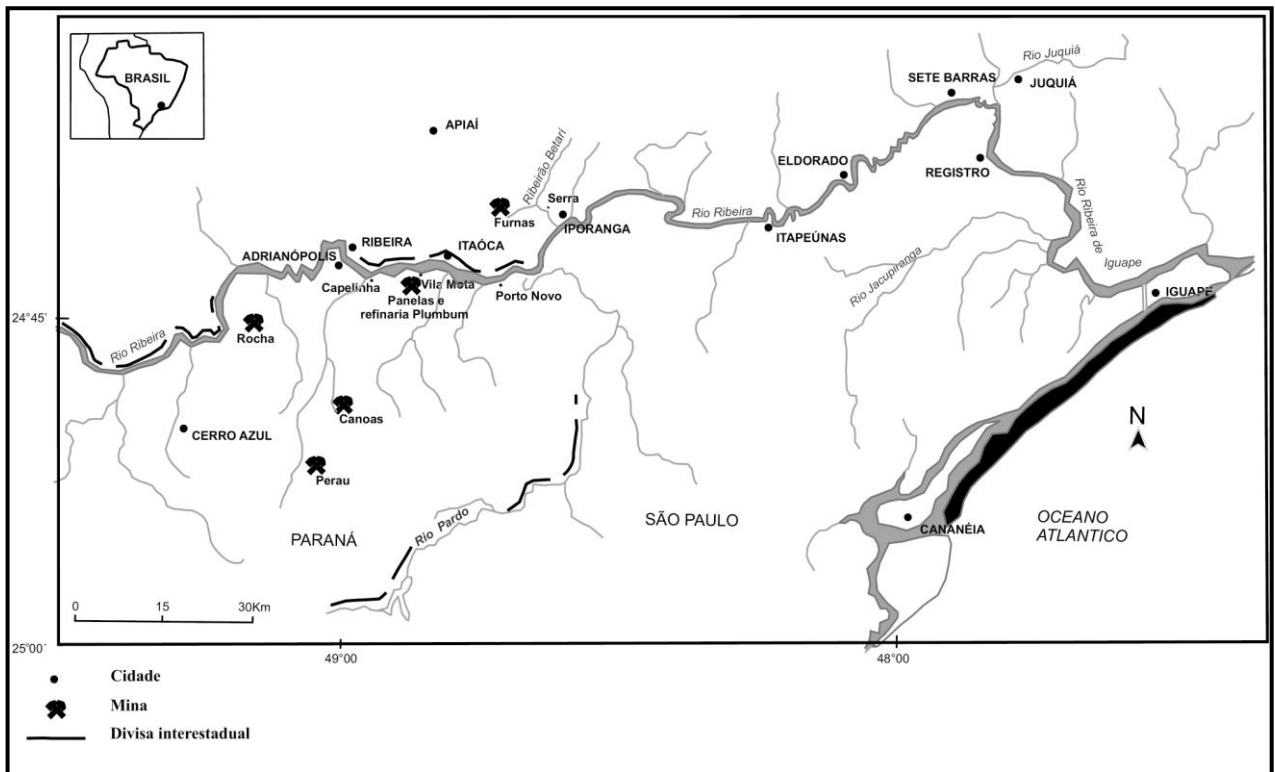 BRASIL
Rio Juquiá
SETE BARRAS
JUQUIÁ
APIAÍ
Ribeirão Betarí
ELDORADO
REGISTRO
Serra
Furnas
IPORANGA
Rio Ribeira
ITAPEÚNAS
Rio Ribeira de
Iguape
RIBEIRA
ITAÓCA
ADRIANÓPOLIS
Capelinha
Vila Mota
Panelas e
refinaria Plumbum
Porto Novo
Rio Jacupiranga
IGUAPE
24°45´
Rio Ribeira
Rocha
Canoas
CERRO AZUL
Perau
N
PARANÁ
Rio Pardo
SÃO PAULO
CANANÉIA
OCEANO
ATLANTICO
0 15 30Km
25°00´
49°00
48°00
Cidade
Mina
Divisa interestadual